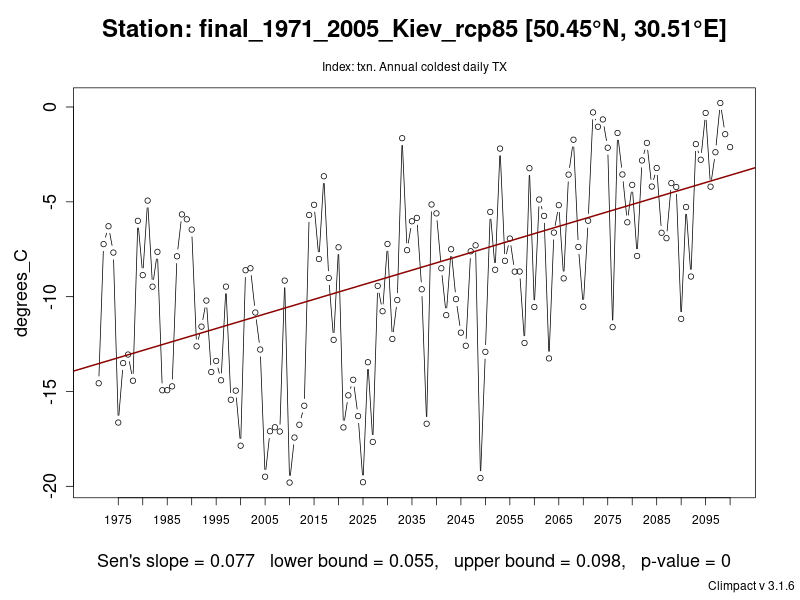 Station: final_1971_2005_Kiev_rcp85 [50.45°N, 30.51°E]
Index: txn. Annual coldest daily TX
degrees_C
0
-5
-10
-15
-20
1975 1985 1995 2005 2015 2025 2035 2045 2055 2065 2075 2085 2095
Sen's slope = 0.077 lower bound = 0.055, upper bound = 0.098, p-value = 0
Climpact v 3.1.6